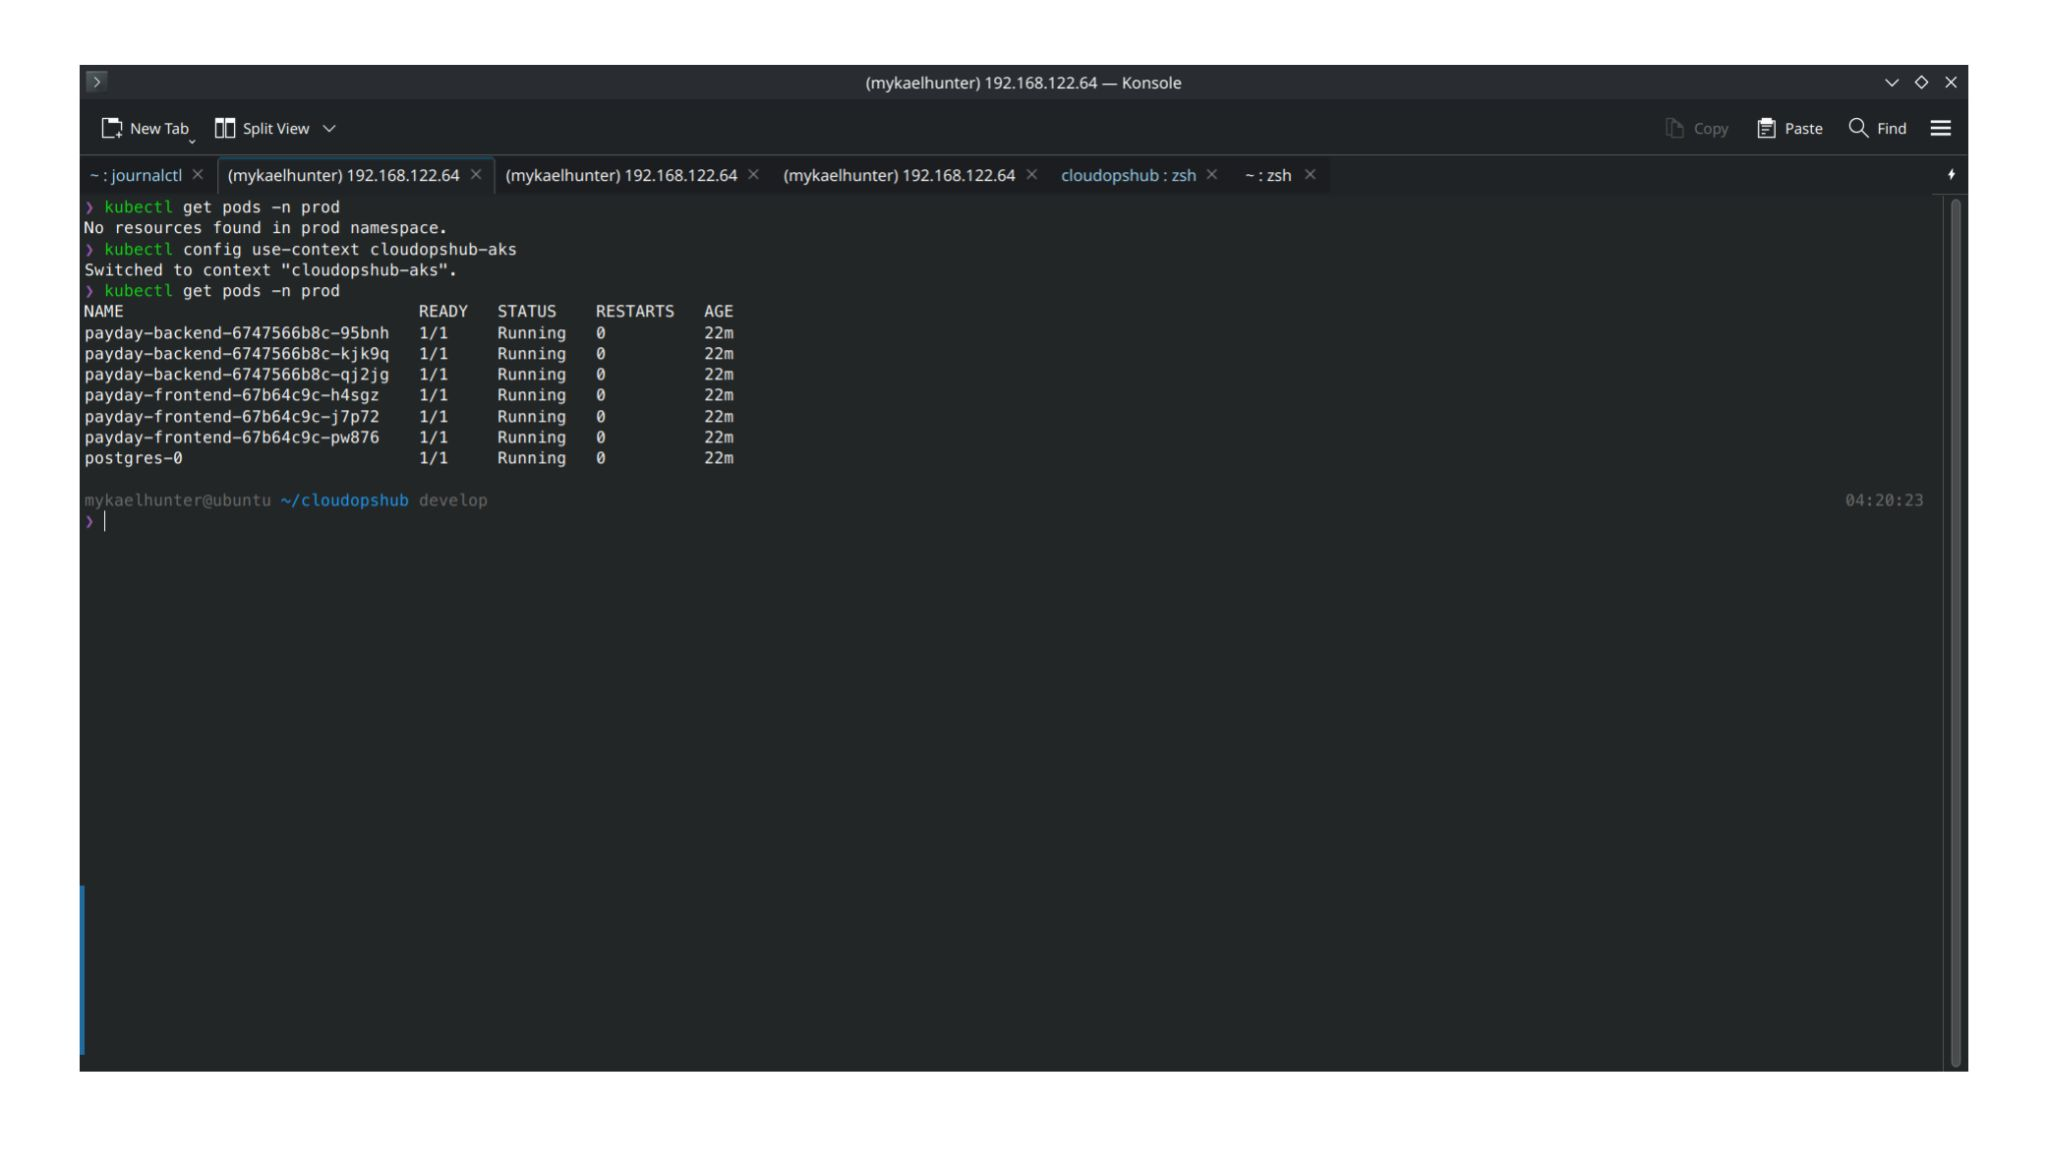 (mykaelhunter) 192.168.122.64 — Konsole
New Tab Split View Copy Paste Find
~ : journalctl (mykaelhunter) 192.168.122.64 (mykaelhunter) 192.168.122.64 (mykaelhunter) 192.168.122.64 cloudopshub : zsh ~ : zsh
❯ kubectl get pods -n prod
No resources found in prod namespace.
❯ kubectl config use-context cloudopshub-aks
Switched to context "cloudopshub-aks".
❯ kubectl get pods -n prod
NAME READY STATUS RESTARTS AGE
payday-backend-6747566b8c-95bnh 1/1 Running 0 22m
payday-backend-6747566b8c-kjk9q 1/1 Running 0 22m
payday-backend-6747566b8c-qj2jg 1/1 Running 0 22m
payday-frontend-67b64c9c-h4sgz 1/1 Running 0 22m
payday-frontend-67b64c9c-j7p72 1/1 Running 0 22m
payday-frontend-67b64c9c-pw876 1/1 Running 0 22m
postgres-0 1/1 Running 0 22m
mykaelhunter@ubuntu ~/cloudopshub develop 04:20:23
❯